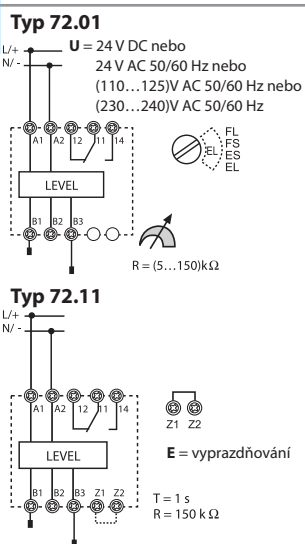 Typ 72.01
L/+
N/-
U = 24 V DC nebo
24 V AC 50/60 Hz nebo
(110…125)V AC 50/60 Hz nebo
(230…240)V AC 50/60 Hz
A1 A2 12 11 14
EL
FL
FS
ES
EL
LEVEL
B1 B2 B3
R = (5…150)kΩ
Typ 72.11
L/+
N/-
A1 A2 12 11 14
Z1 Z2
LEVEL
E = vyprazdňování
B1 B2 B3 Z1 Z2
T = 1 s
R = 150 kΩ